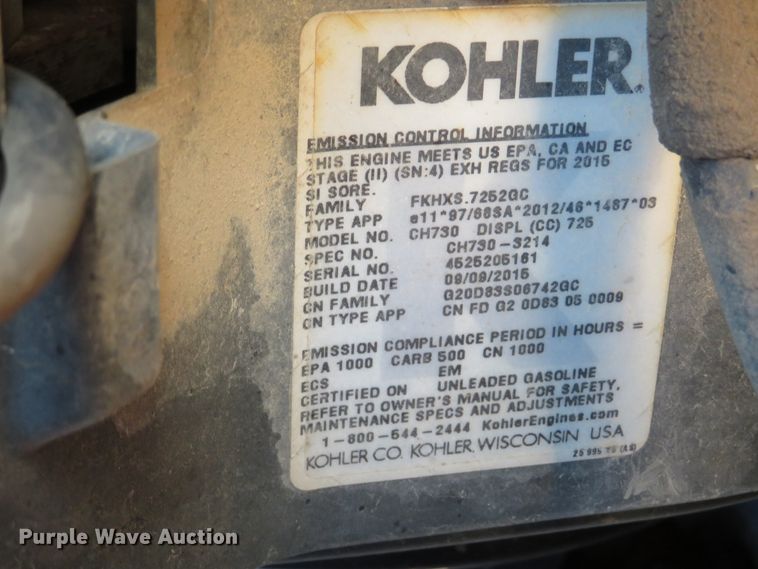 KOHLER.
EMISSION CONTROL INFORMATION
THIS ENGINE MEETS US EPA, CA AND EC
STAGE (II) (SN:4) EXH REGS FOR 2015
SI SORE.
FAMILY FKHXS.7252GC
TYPE APP e11*97/68SA*2012/46*1487*03
MODEL NO. CH730 DISPL (CC) 725
SPEC NO. CH730-3214
SERIAL NO. 4525205161
BUILD DATE 09/09/2015
CN FAMILY G20D83S06742GC
CN TYPE APP CN FD G2 0D83 05 0009
EMISSION COMPLIANCE PERIOD IN HOURS =
EPA 1000 CARB 500 CN 1000
ECS EM
CERTIFIED ON UNLEADED GASOLINE
REFER TO OWNER'S MANUAL FOR SAFETY,
MAINTENANCE SPECS AND ADJUSTMENTS
1-800-544-2444 KohlerEngines.com
KOHLER CO. KOHLER, WISCONSIN USA
25 995
Purple Wave Auction